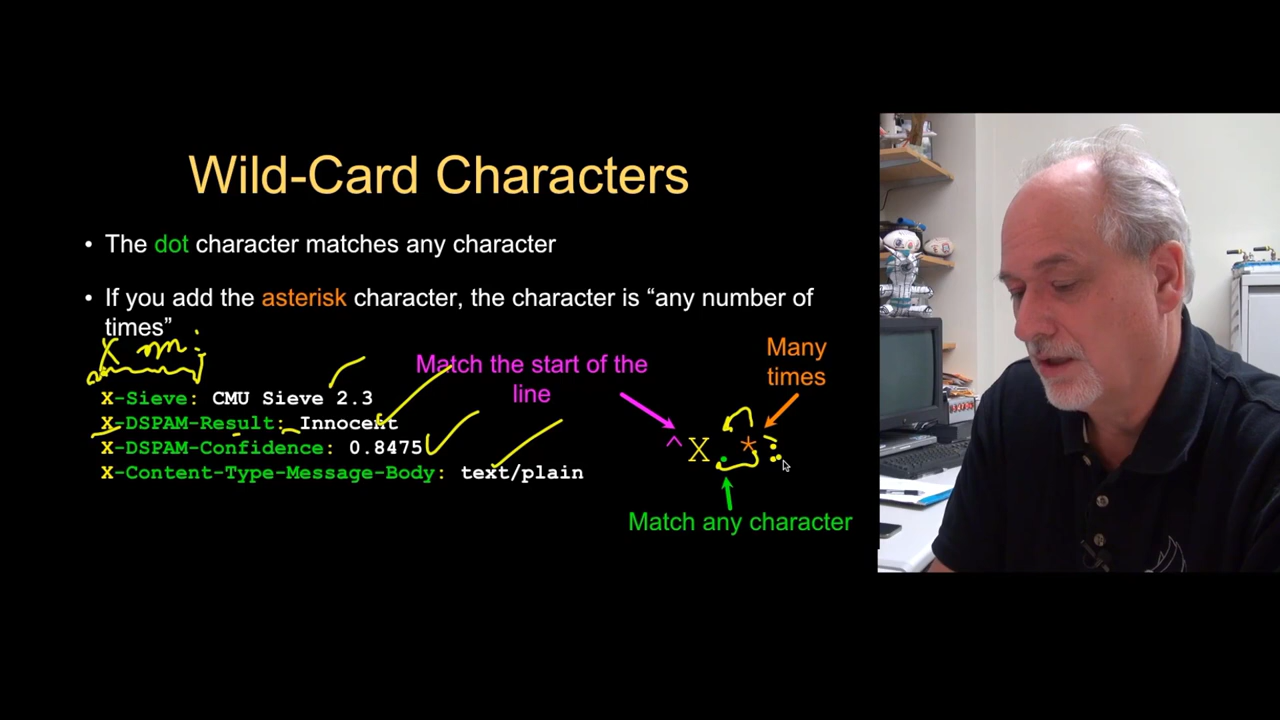 Wild-Card Characters
• The dot character matches any character
• If you add the asterisk character, the character is “any number of
times”
X :
X-Sieve: CMU Sieve 2.3
X-DSPAM-Result: Innocent
X-DSPAM-Confidence: 0.8475
X-Content-Type-Message-Body: text/plain
Match the start of the
line
Many
times
^X.*:
Match any character